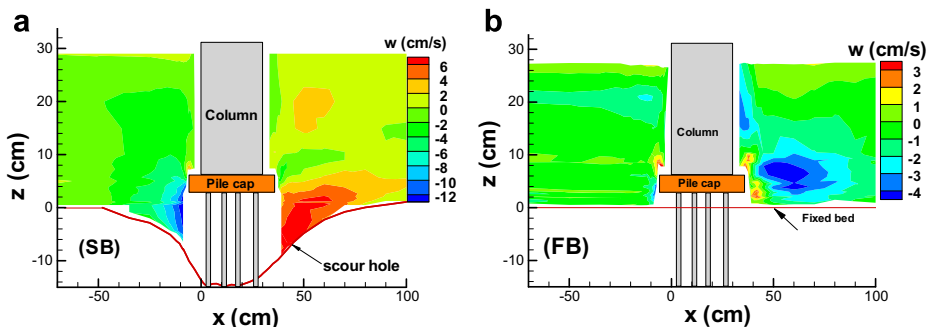 a
w (cm/s)
6
4
2
0
-2
-4
-6
-8
-10
-12
30
20
10
0
-10
z (cm)
Column
Pile cap
(SB)
scour hole
-50
0
50
100
x (cm)
b
w (cm/s)
3
2
1
0
-1
-2
-3
-4
30
20
10
0
-10
z (cm)
Column
Pile cap
Fixed bed
(FB)
-50
0
50
100
x (cm)